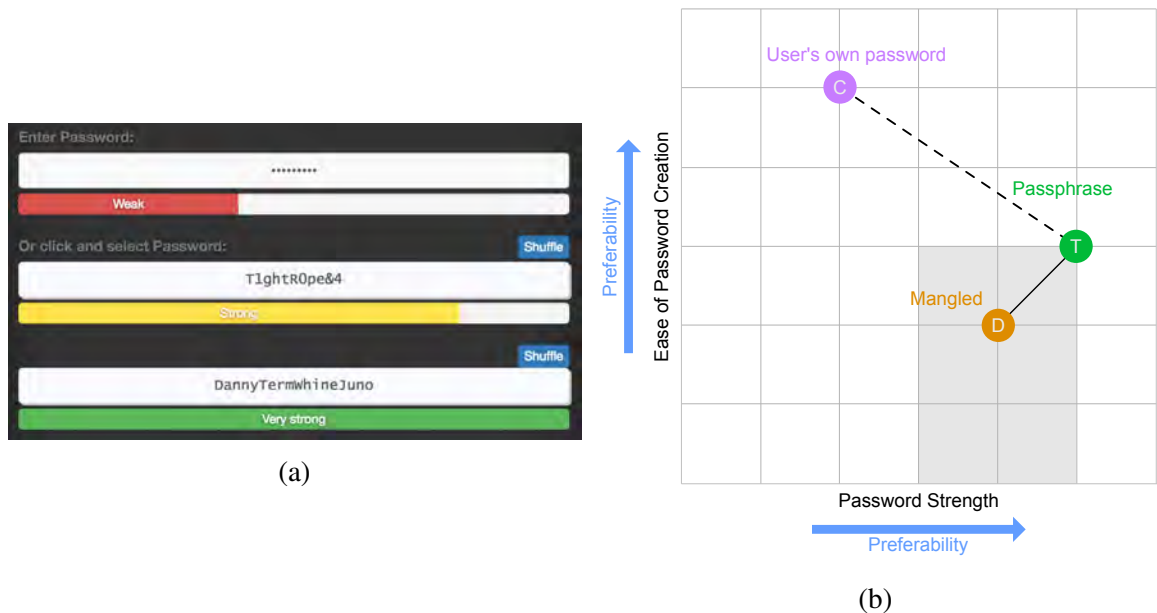 Enter Password:
•••••••••
Weak
Or click and select Password:
Shuffle
T1ghtR0pe&4
Strong
Shuffle
DannyTermWhineJuno
Very strong
(a)
User's own password
C
Passphrase
T
Mangled
D
Preferability
Ease of Password Creation
Password Strength
Preferability
(b)